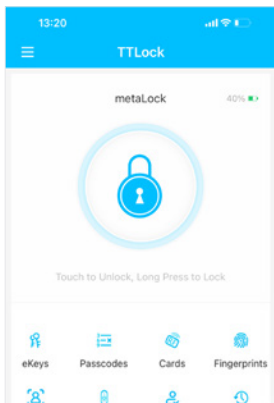 13:20
TTLock
metaLock 40%
Touch to Unlock, Long Press to Lock
eKeys Passcodes Cards Fingerprints